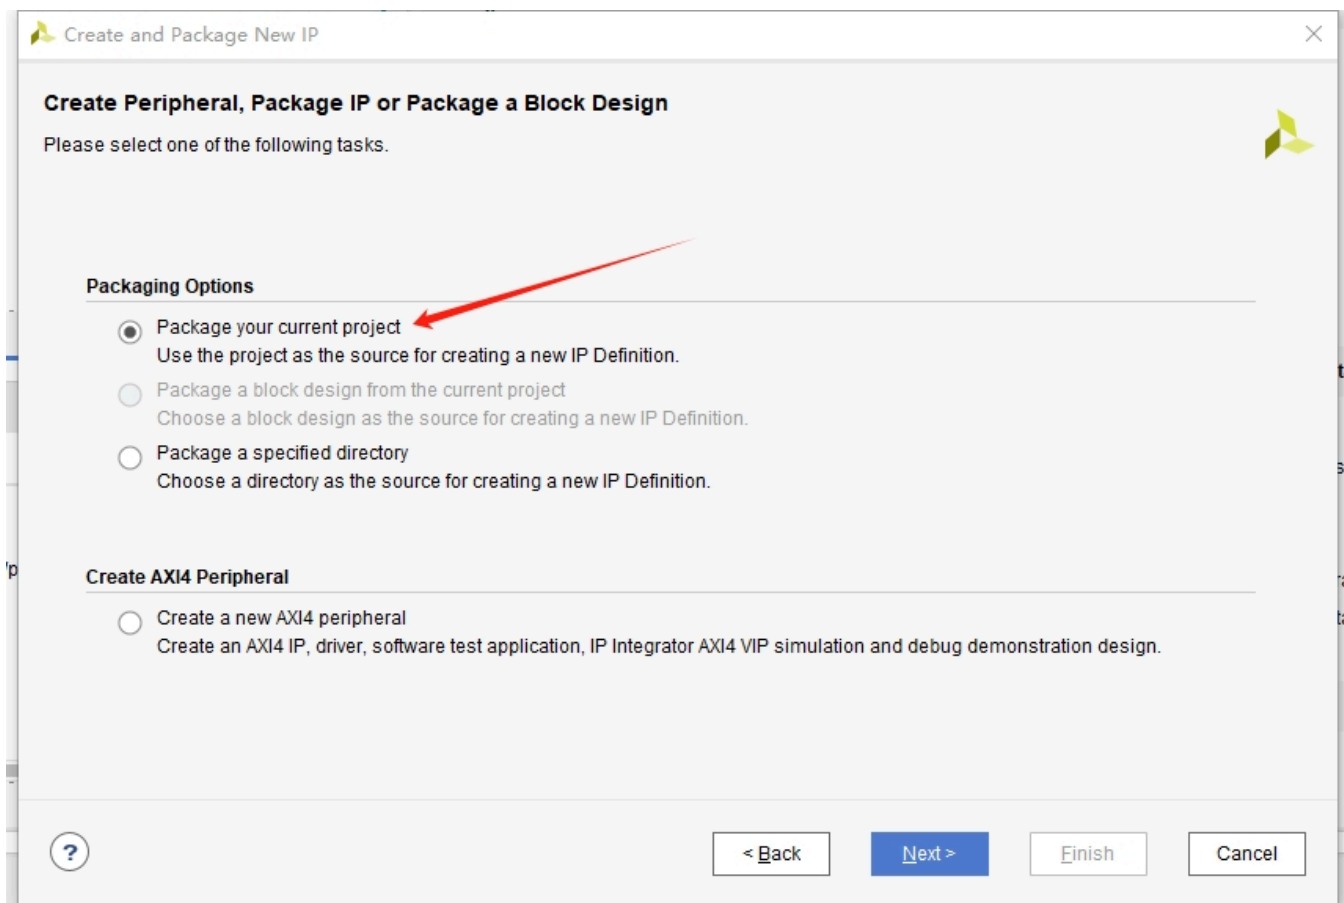 Create and Package New IP
Create Peripheral, Package IP or Package a Block Design
Please select one of the following tasks.
Packaging Options
Package your current project
Use the project as the source for creating a new IP Definition.
Package a block design from the current project
Choose a block design as the source for creating a new IP Definition.
Package a specified directory
Choose a directory as the source for creating a new IP Definition.
Create AXI4 Peripheral
Create a new AXI4 peripheral
Create an AXI4 IP, driver, software test application, IP Integrator AXI4 VIP simulation and debug demonstration design.
?
< Back
Next >
Finish
Cancel